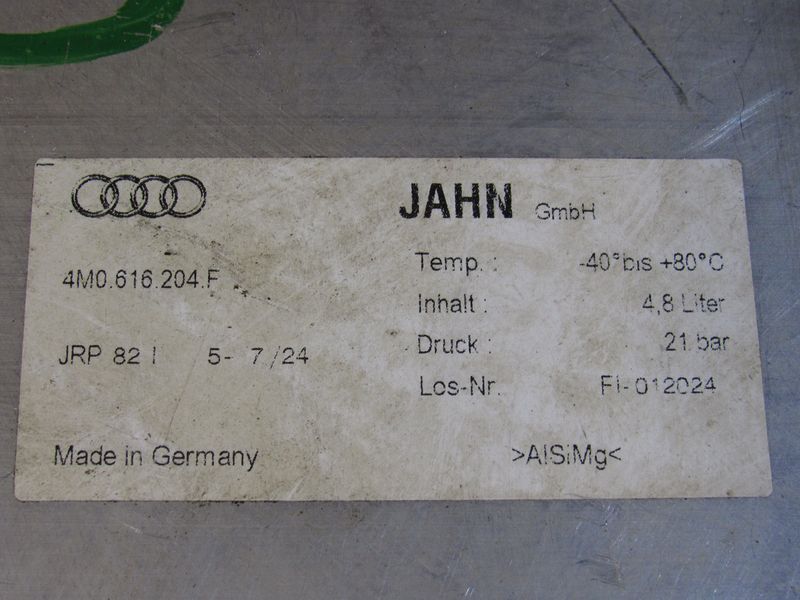 JAHN GmbH
4M0.616.204.F
Temp. : -40°bis +80°C
Inhalt : 4,8 Liter
JRP 82 I 5- 7 /24
Druck : 21 bar
Los-Nr. FI-012024
Made in Germany
>AlSiMg<